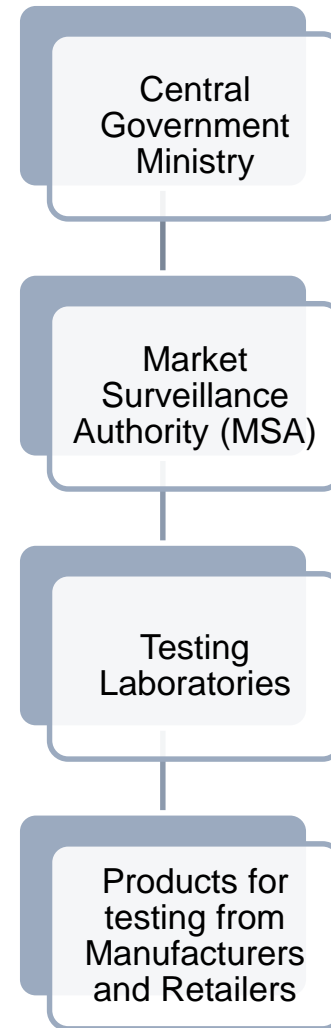 Central
Government
Ministry
Market
Surveillance
Authority (MSA)
Testing
Laboratories
Products for
testing from
Manufacturers
and Retailers